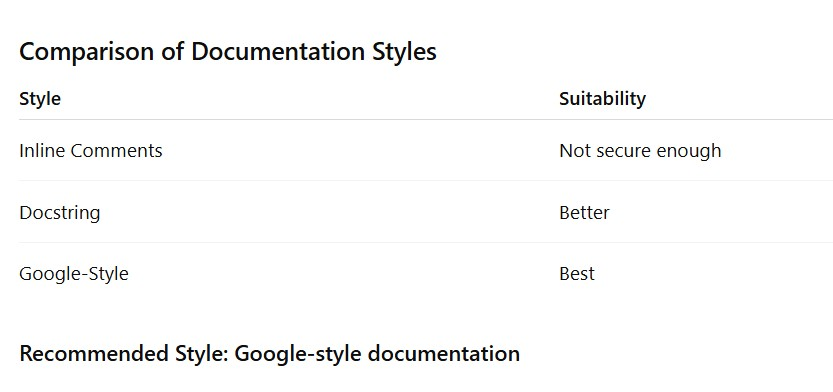 Comparison of Documentation Styles
Style Suitability
Inline Comments Not secure enough
Docstring Better
Google-Style Best
Recommended Style: Google-style documentation